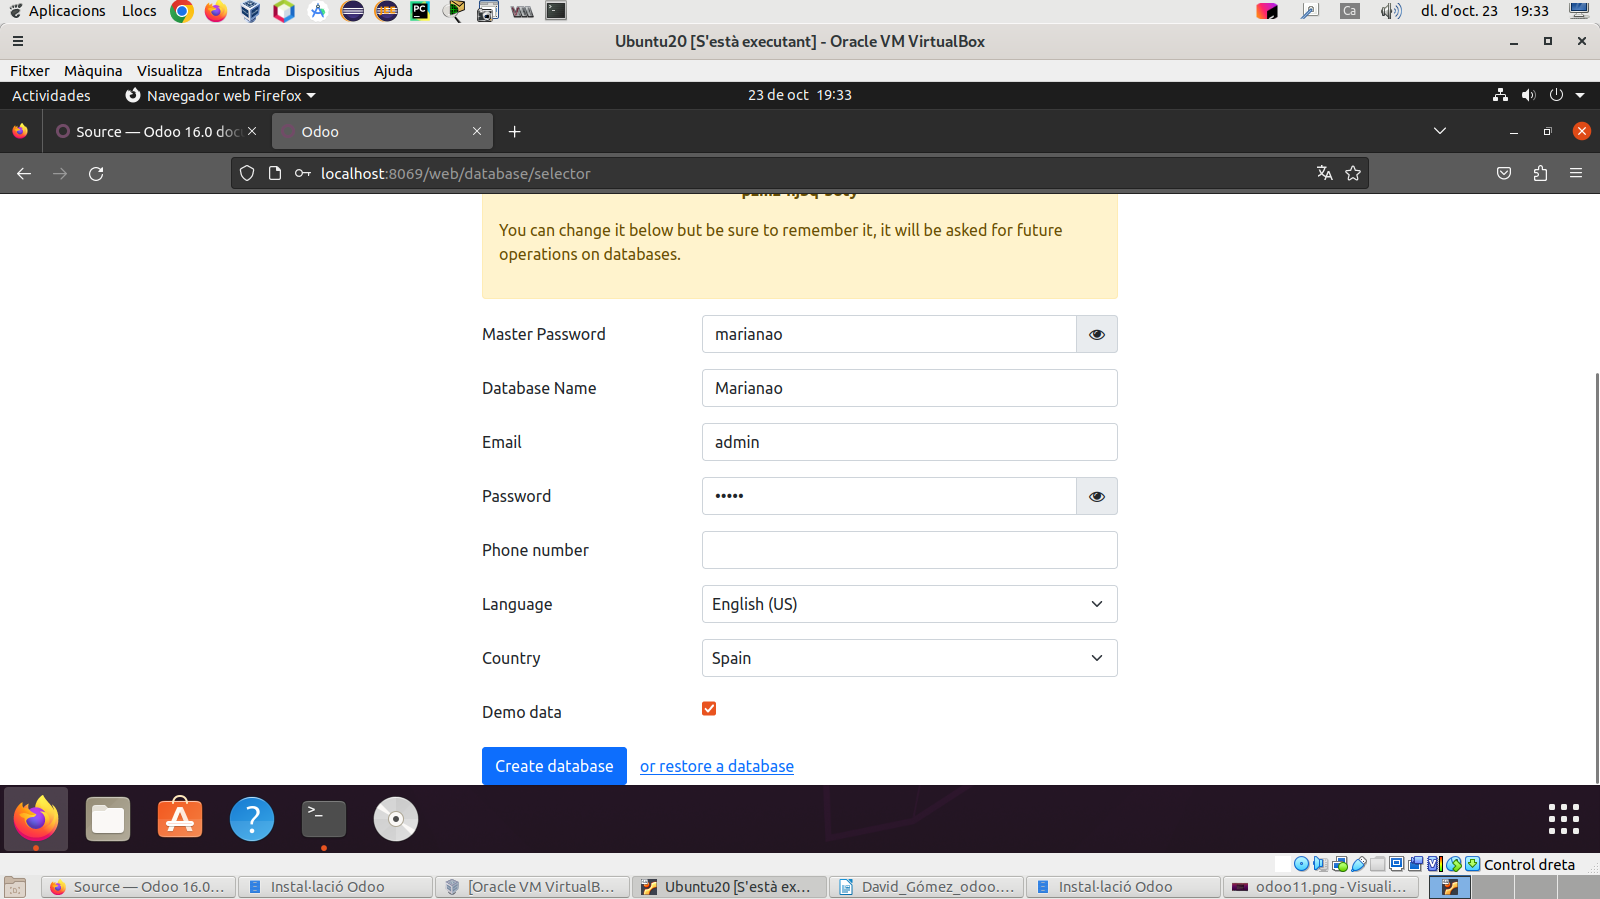 Aplicacions Llocs Ca dl. d'oct. 23 19:33
Ubuntu20 [S'està executant] - Oracle VM VirtualBox
Fitxer Màquina Visualitza Entrada Dispositius Ajuda
Actividades Navegador web Firefox 23 de oct 19:33
Source — Odoo 16.0 doc Odoo
localhost:8069/web/database/selector
You can change it below but be sure to remember it, it will be asked for future
operations on databases.
Master Password marianao
Database Name Marianao
Email admin
Password •••••
Phone number
Language English (US)
Country Spain
Demo data
Create database or restore a database
Control dreta
Source — Odoo 16.0... Instal·lació Odoo [Oracle VM VirtualB... Ubuntu20 [S'està ex... David_Gómez_odoo.... Instal·lació Odoo odoo11.png - Visuali...